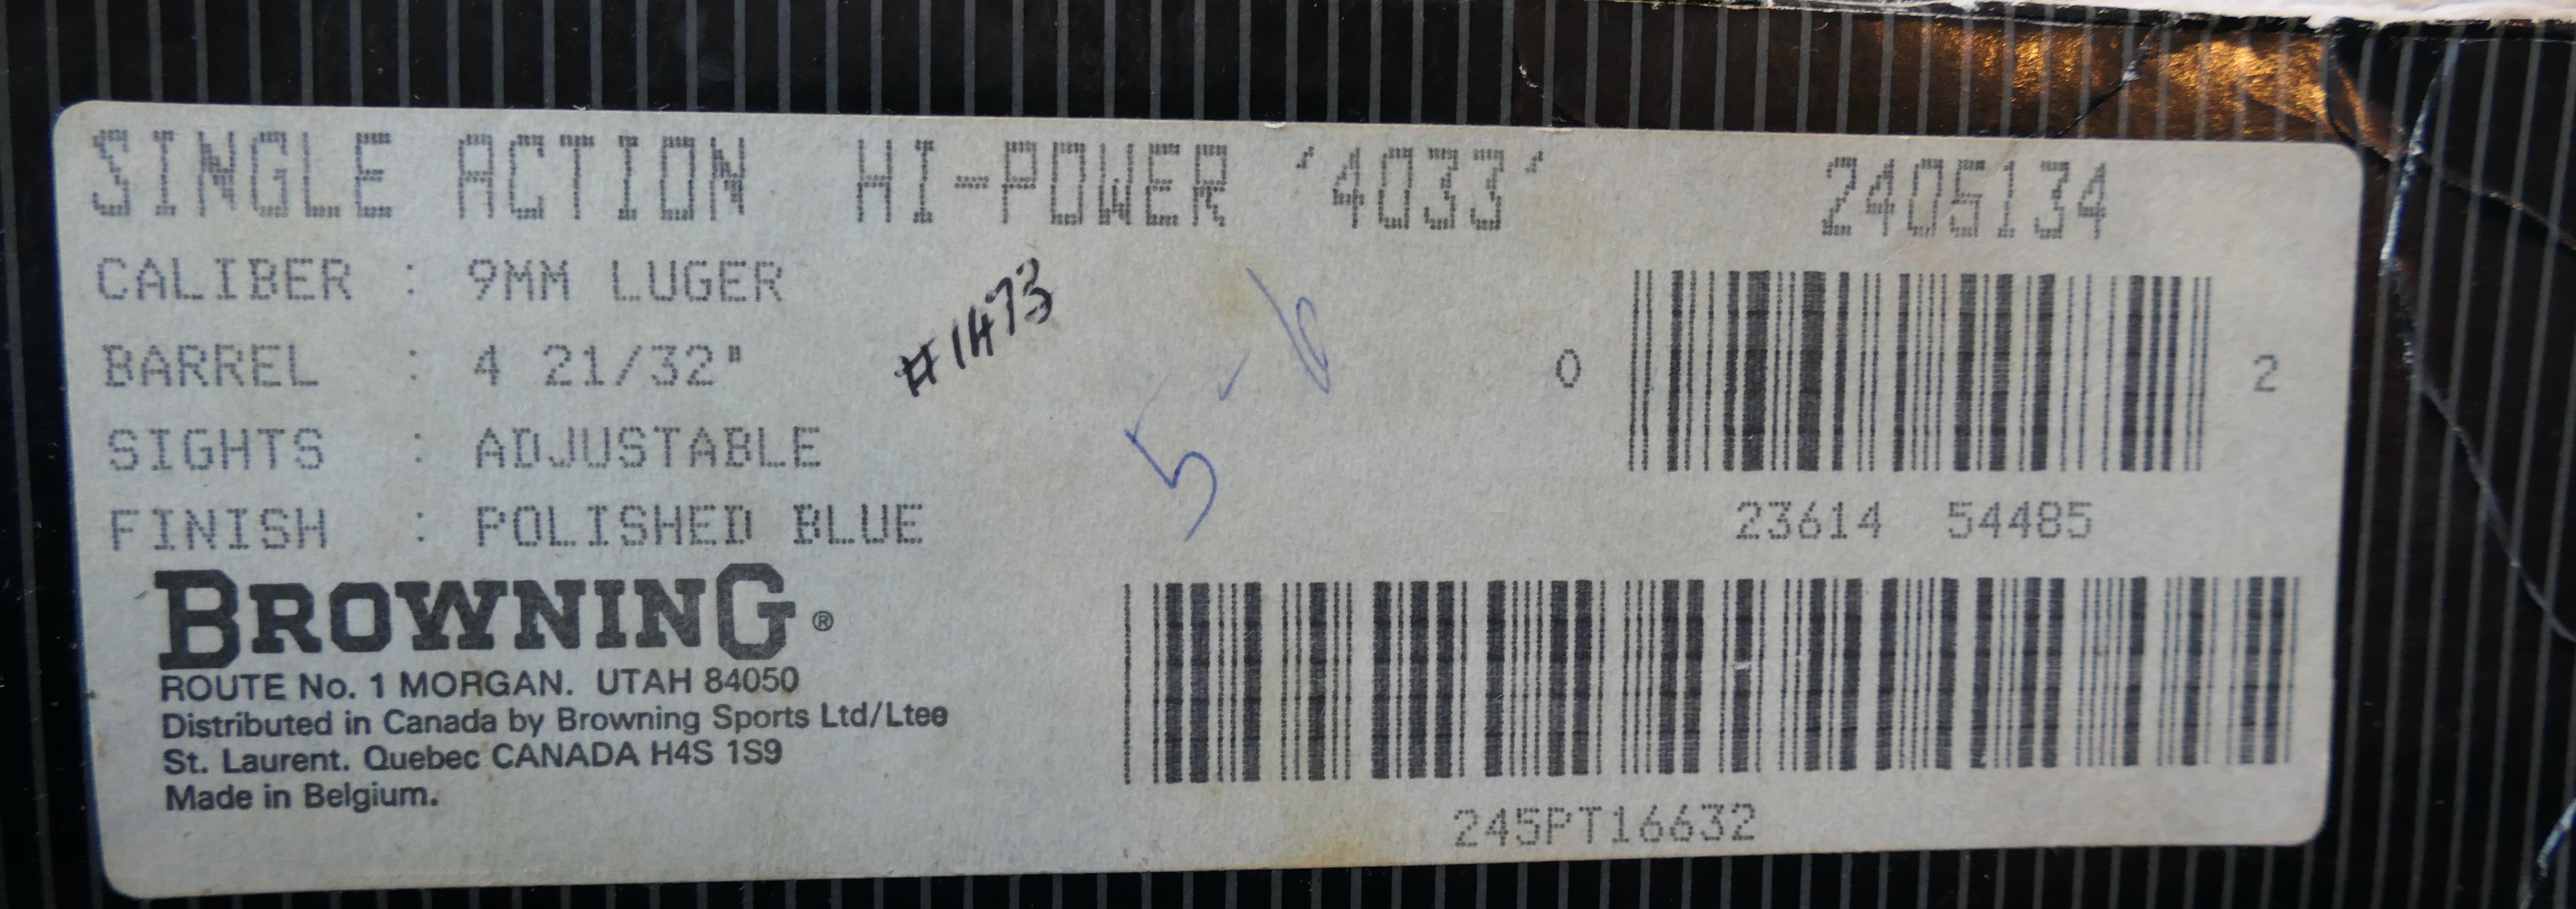 SINGLE ACTION HI-POWER '4033' 2405134
CALIBER : 9MM LUGER
BARREL : 4 21/32"
SIGHTS : ADJUSTABLE
FINISH : POLISHED BLUE
#1473
5-6
0 23614 54485 2
BROWNING®
ROUTE No. 1 MORGAN. UTAH 84050
Distributed in Canada by Browning Sports Ltd/Ltee
St. Laurent. Quebec CANADA H4S 1S9
Made in Belgium.
245PT16632